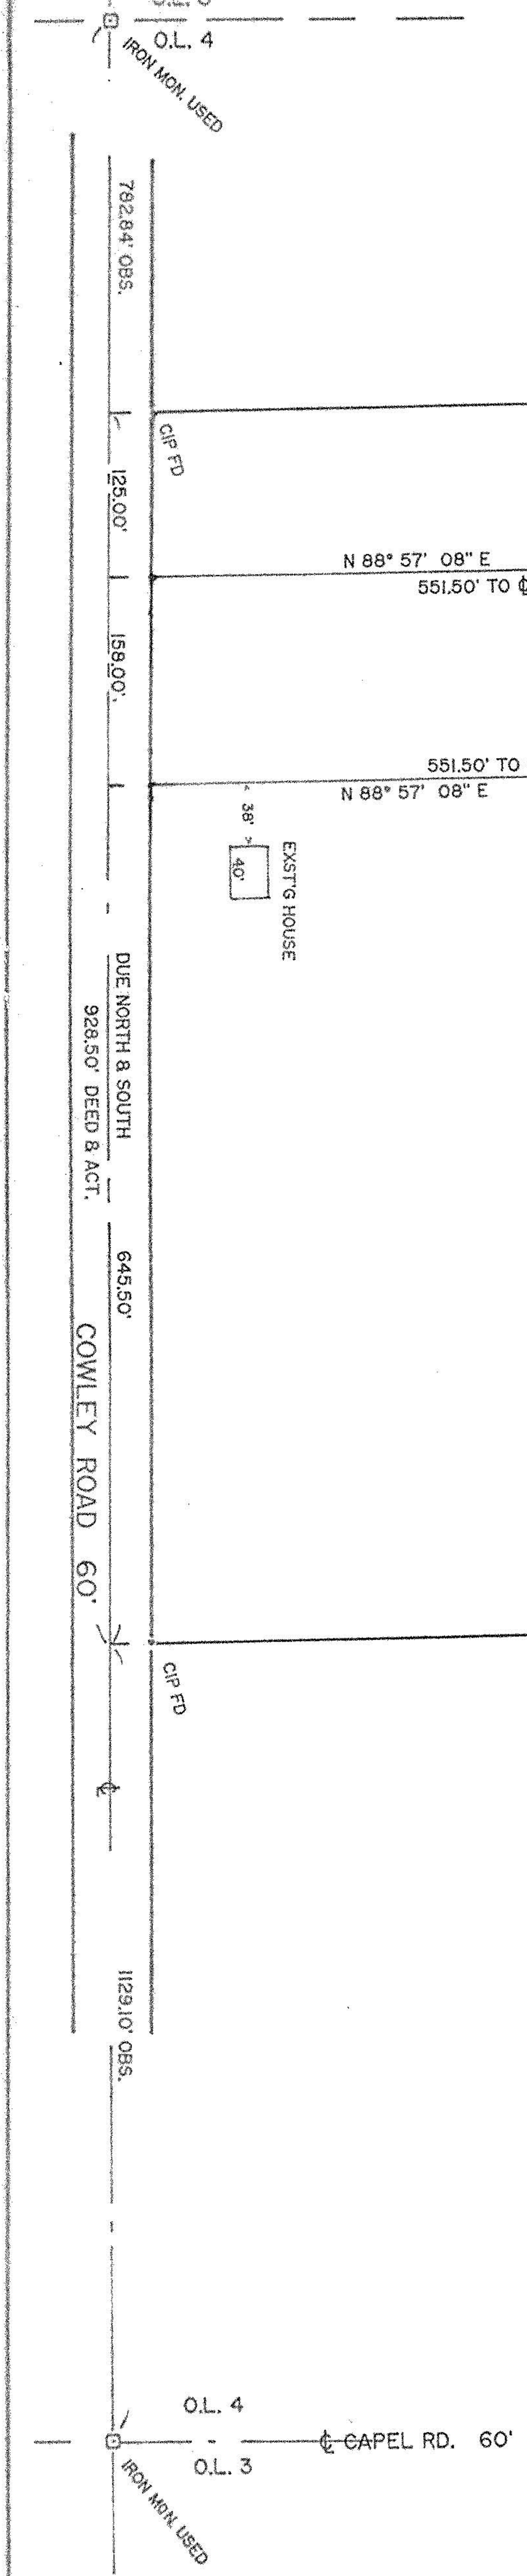 O.L. 4
IRON MON. USED
782.84' OBS.
CIP FD
125.00'
N 88° 57' 08" E
551.50' TO ℄
158.00'
551.50' TO
N 88° 57' 08" E
38'
40'
EXST'G HOUSE
DUE NORTH & SOUTH
928.50' DEED & ACT.
645.50'
COWLEY ROAD 60'
CIP FD
℄
1129.10' OBS.
O.L. 4
℄ CAPEL RD. 60'
O.L. 3
IRON MON. USED